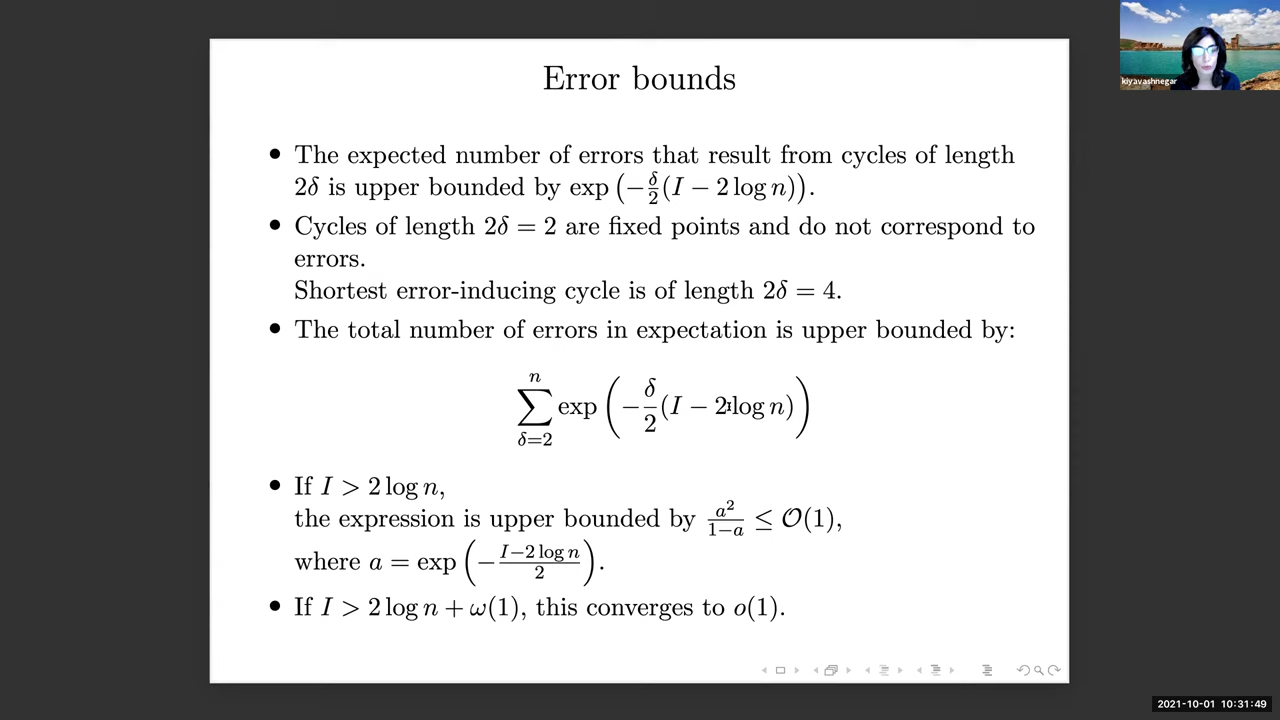 Error bounds
kiyavashnegar
• The expected number of errors that result from cycles of length
2δ is upper bounded by exp (−δ/2 (I − 2 log n)).
• Cycles of length 2δ = 2 are fixed points and do not correspond to
errors.
Shortest error-inducing cycle is of length 2δ = 4.
• The total number of errors in expectation is upper bounded by:
∑_{δ=2}^{n} exp (−δ/2 (I − 2 log n))
• If I > 2 log n,
the expression is upper bounded by a²/(1−a) ≤ 𝒪(1),
where a = exp (−(I−2 log n)/2).
• If I > 2 log n + ω(1), this converges to o(1).
2021-10-01 10:31:49